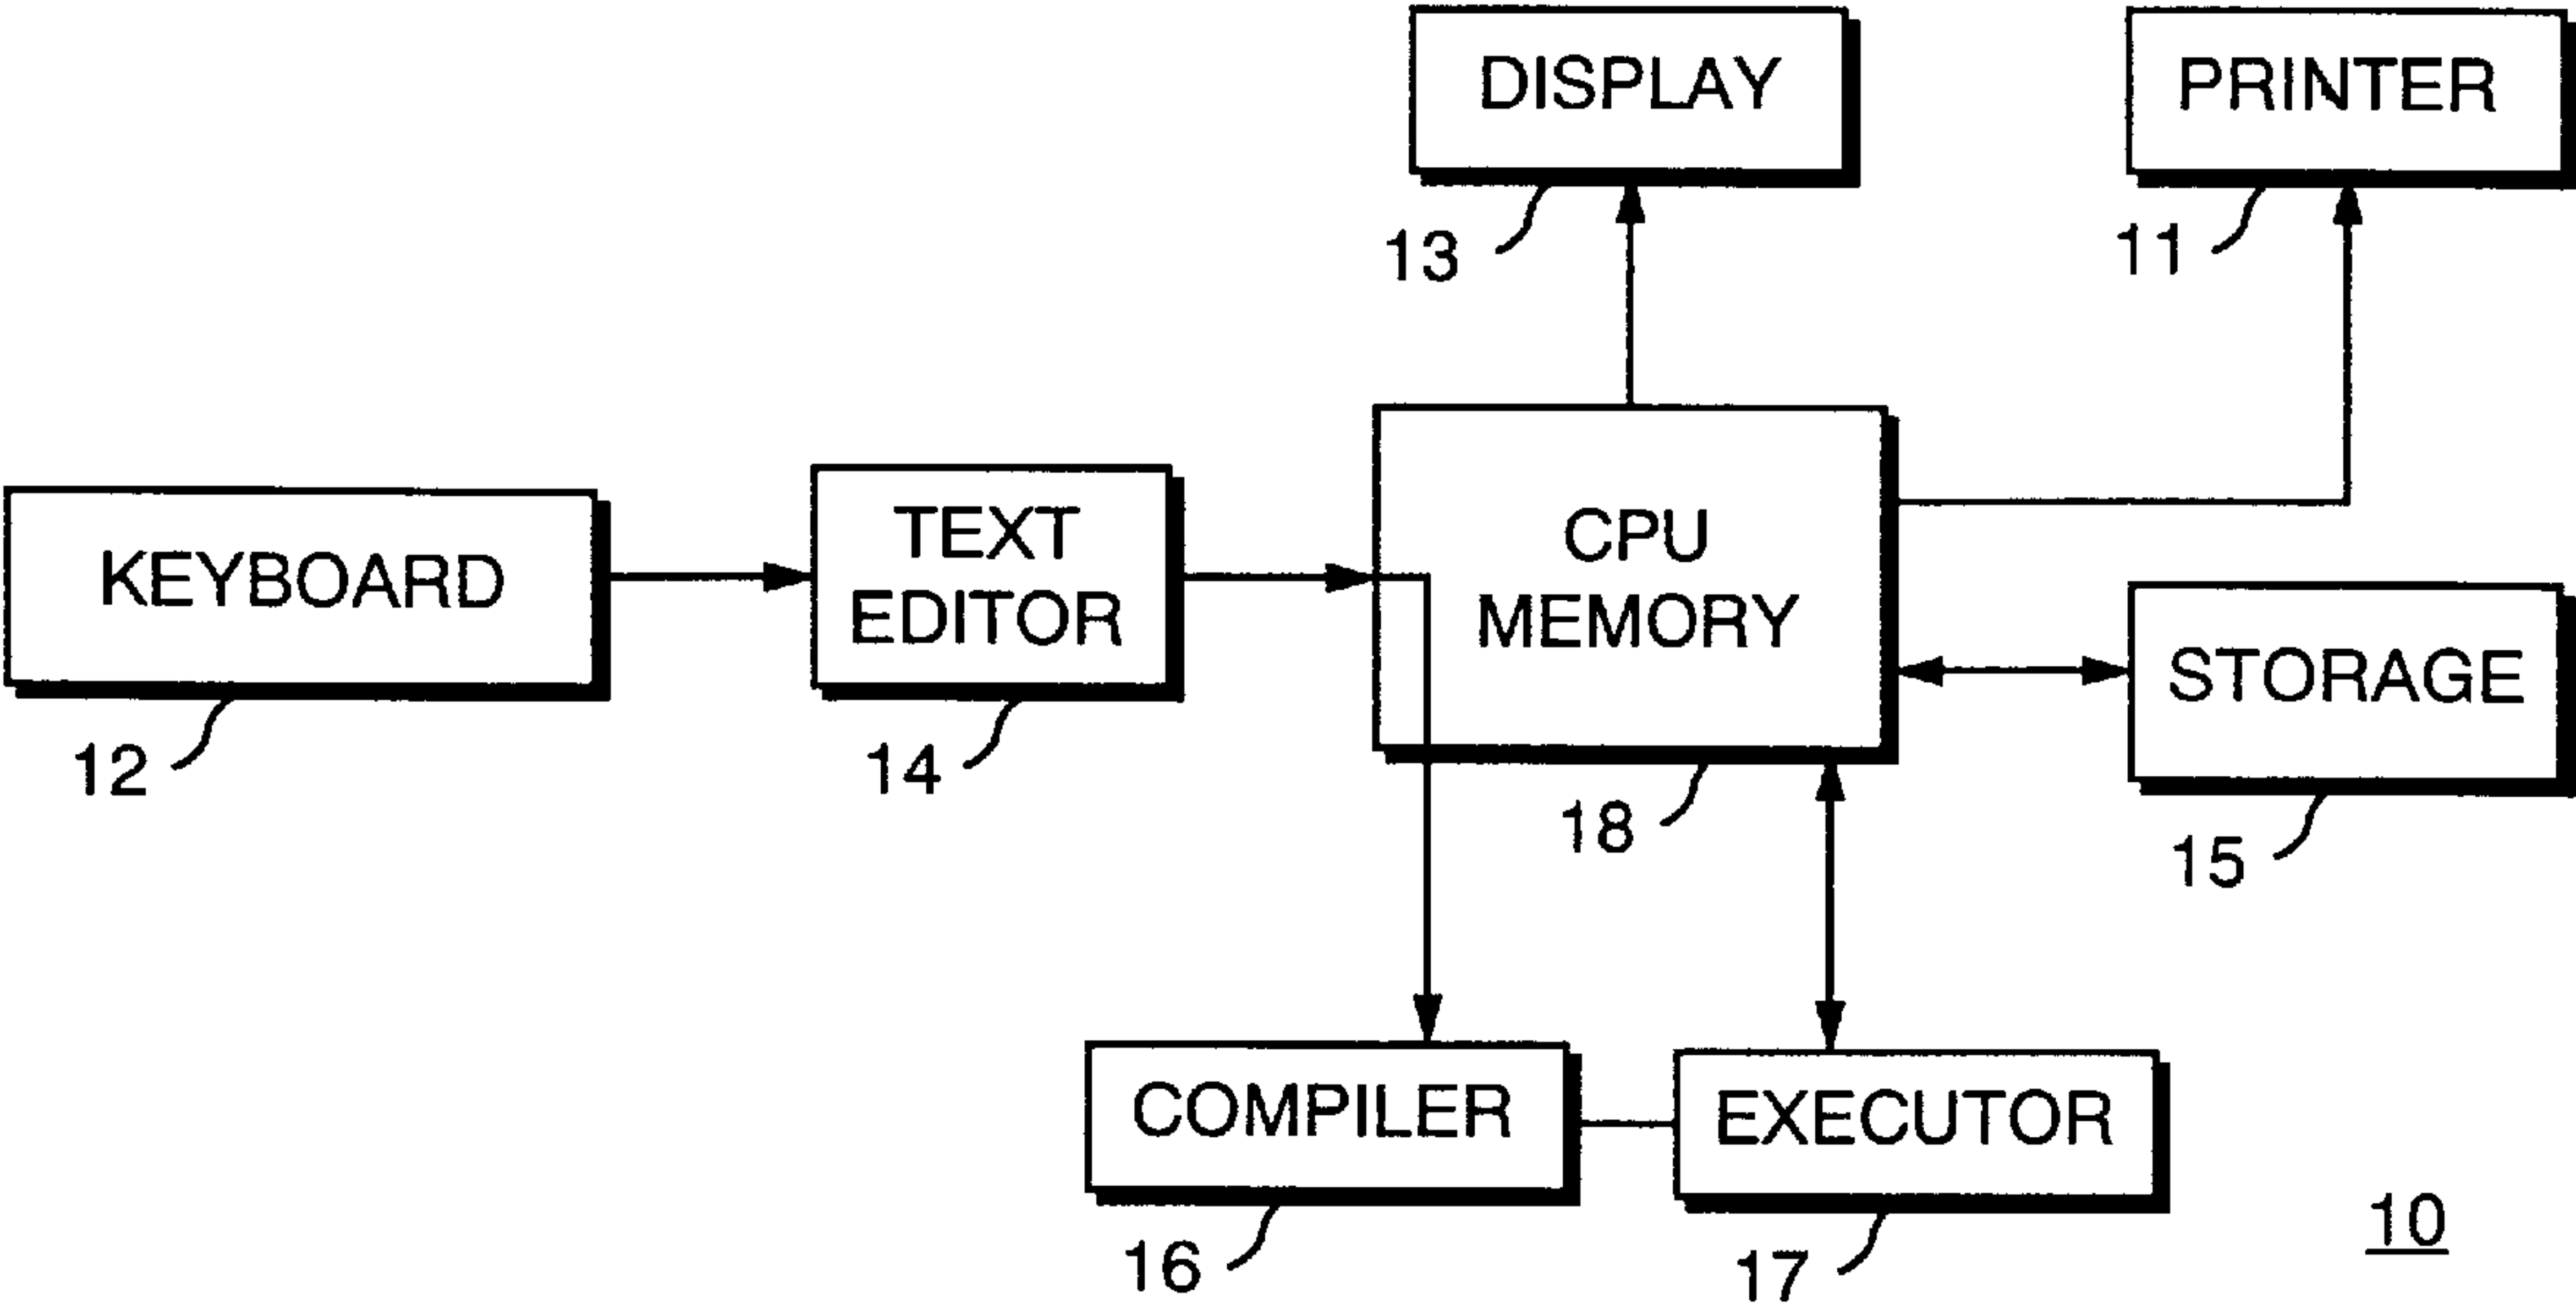 DISPLAY
13
PRINTER
11
KEYBOARD
12
TEXT
EDITOR
14
CPU
MEMORY
18
STORAGE
15
COMPILER
16
EXECUTOR
17
10